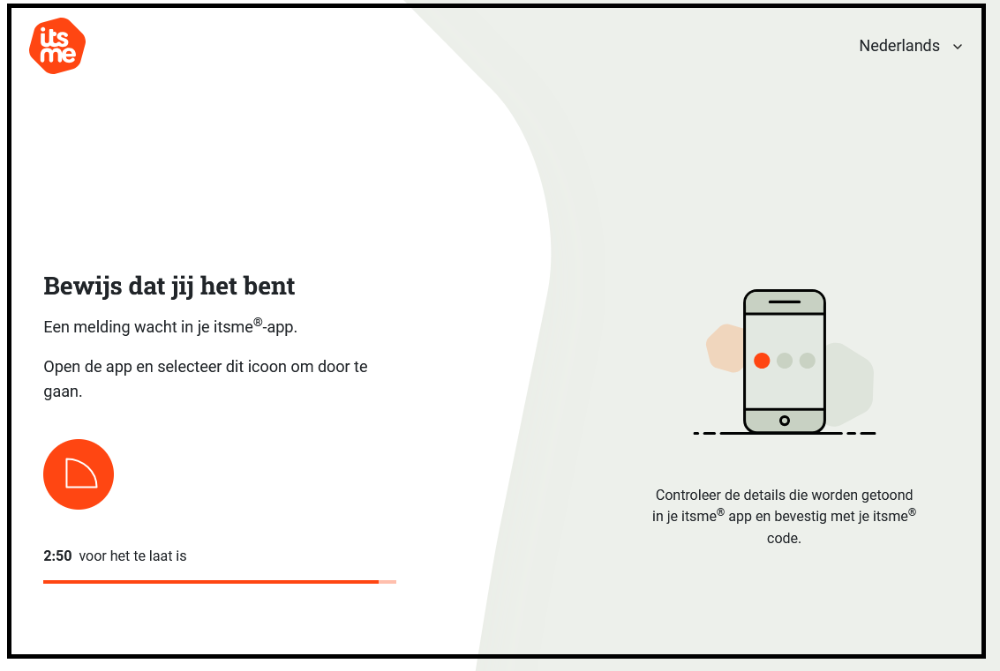 its
me
Nederlands
Bewijs dat jij het bent
Een melding wacht in je itsme®-app.
Open de app en selecteer dit icoon om door te
gaan.
2:50 voor het te laat is
Controleer de details die worden getoond
in je itsme® app en bevestig met je itsme®
code.